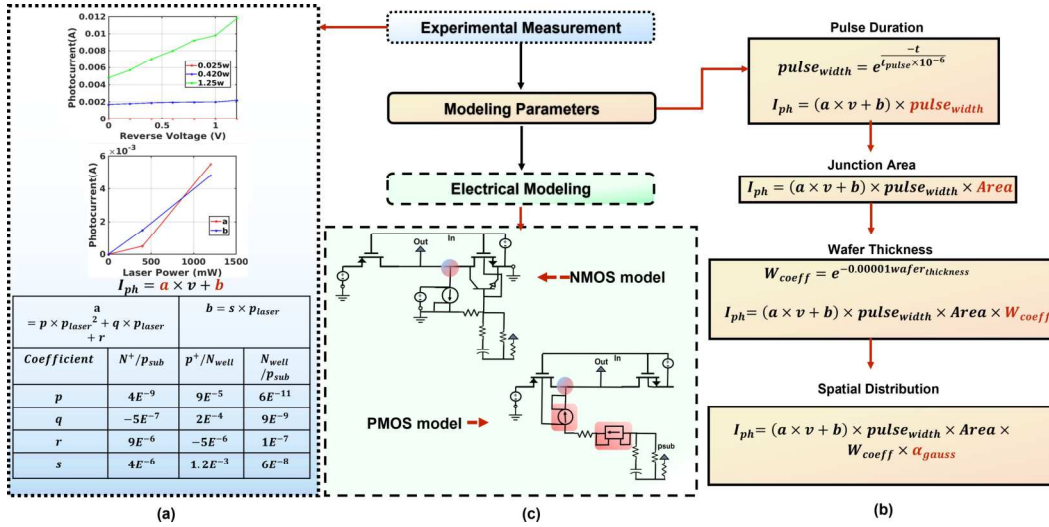 Experimental Measurement
Modeling Parameters
Electrical Modeling
0.012
0.01
0.008
0.006
0.004
0.002
0
Photocurrent(A)
0.025w
0.420w
1.25w
0 0.5 1
Reverse Voltage (V)
×10⁻³
6
4
2
0
Photocurrent(A)
a
b
0 500 1000 1500
Laser Power (mW)
I_ph = a × v + b
a
= p × p_laser² + q × p_laser
+ r
b = s × p_laser
Coefficient N⁺/p_sub p⁺/N_well N_well
/p_sub
p 4E⁻⁹ 9E⁻⁵ 6E⁻¹¹
q −5E⁻⁷ 2E⁻⁴ 9E⁻⁹
r 9E⁻⁶ −5E⁻⁶ 1E⁻⁷
s 4E⁻⁶ 1.2E⁻³ 6E⁻⁸
(a)
Out In
NMOS model
In
Out
PMOS model
psub
(c)
Pulse Duration
pulse_width = e^(−t / t_pulse×10⁻⁶)
I_ph = (a × v + b) × pulse_width
Junction Area
I_ph = (a × v + b) × pulse_width × Area
Wafer Thickness
W_coeff = e^(−0.00001wafer_thickness)
I_ph = (a × v + b) × pulse_width × Area × W_coeff
Spatial Distribution
I_ph = (a × v + b) × pulse_width × Area ×
W_coeff × α_gauss
(b)